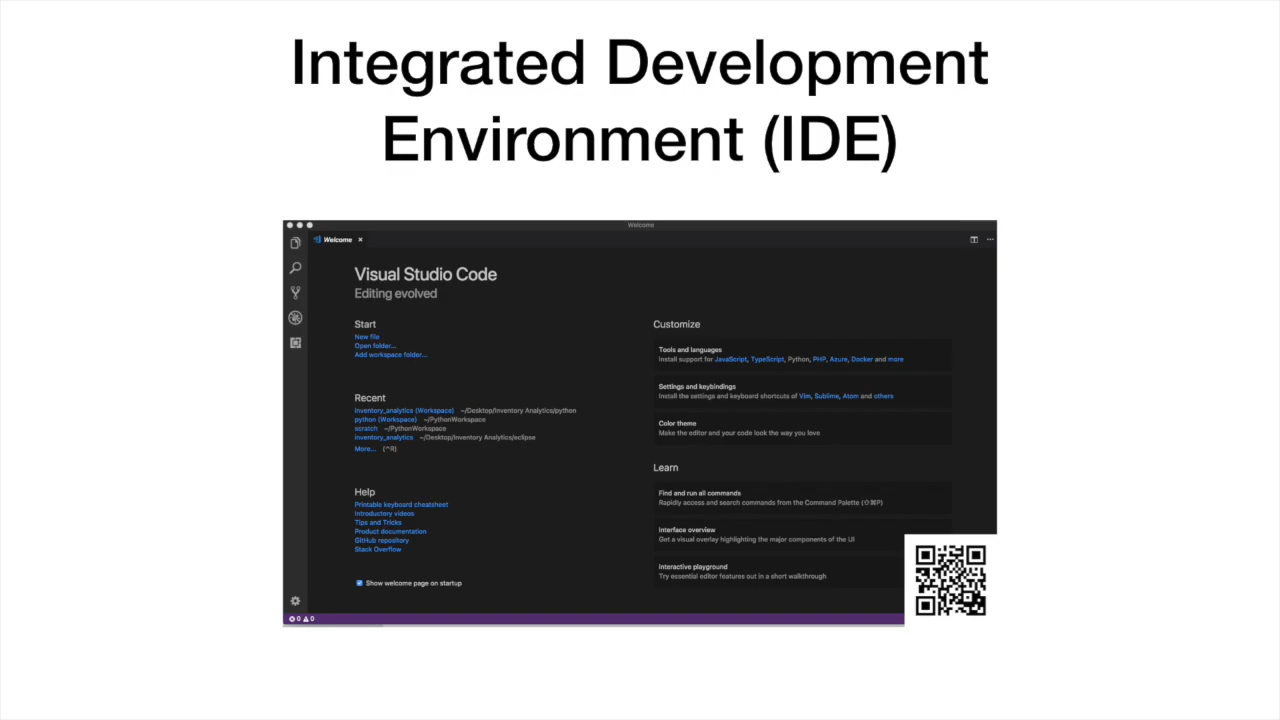 Integrated Development
Environment (IDE)
Welcome
Welcome ×
Visual Studio Code
Editing evolved
Start
New file
Open folder...
Add workspace folder...
Recent
inventory_analytics (Workspace) ~/Desktop/Inventory Analytics/python
python (Workspace) ~/PythonWorkspace
scratch ~/PythonWorkspace
inventory_analytics ~/Desktop/Inventory Analytics/eclipse
More... (^R)
Help
Printable keyboard cheatsheet
Introductory videos
Tips and Tricks
Product documentation
GitHub repository
Stack Overflow
Show welcome page on startup
Customize
Tools and languages
Install support for JavaScript, TypeScript, Python, PHP, Azure, Docker and more
Settings and keybindings
Install the settings and keyboard shortcuts of Vim, Sublime, Atom and others
Color theme
Make the editor and your code look the way you love
Learn
Find and run all commands
Rapidly access and search commands from the Command Palette (⇧⌘P)
Interface overview
Get a visual overlay highlighting the major components of the UI
Interactive playground
Try essential editor features out in a short walkthrough
0 0